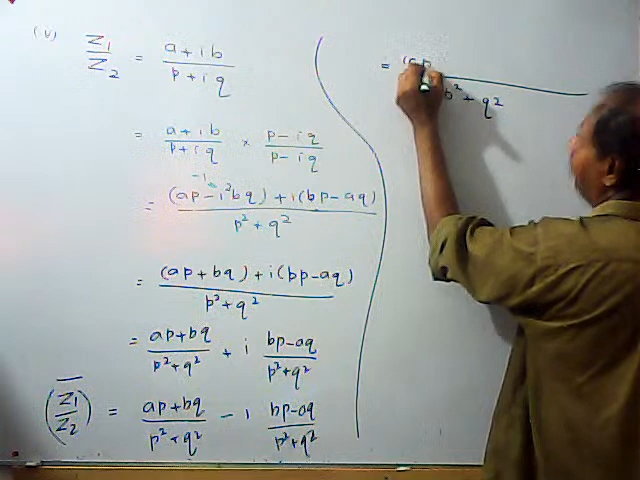 (v) Z₁/Z₂ = (a + ib)/(p + iq)
= (a + ib)/(p + iq) × (p - iq)/(p - iq)
-1
= ((ap - i²bq) + i(bp - aq))/(p² + q²)
= ((ap + bq) + i(bp - aq))/(p² + q²)
= (ap + bq)/(p² + q²) + i (bp - aq)/(p² + q²)
(Z₁/Z₂)̅ = (ap + bq)/(p² + q²) - i (bp - aq)/(p² + q²)
= (ap
p² + q²